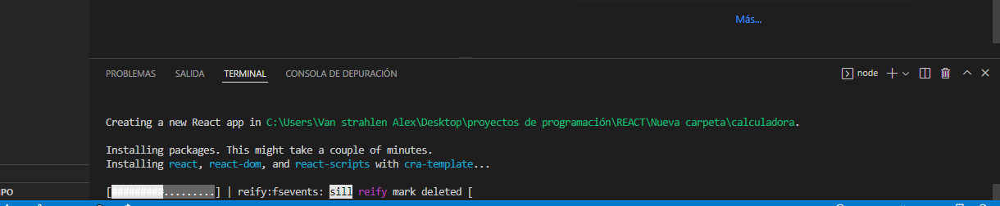 Más...
PROBLEMAS SALIDA TERMINAL CONSOLA DE DEPURACIÓN node
Creating a new React app in C:\Users\Van strahlen Alex\Desktop\proyectos de programación\REACT\Nueva carpeta\calculadora.
Installing packages. This might take a couple of minutes.
Installing react, react-dom, and react-scripts with cra-template...
PO
[#########.........] | reify:fsevents: sill reify mark deleted [